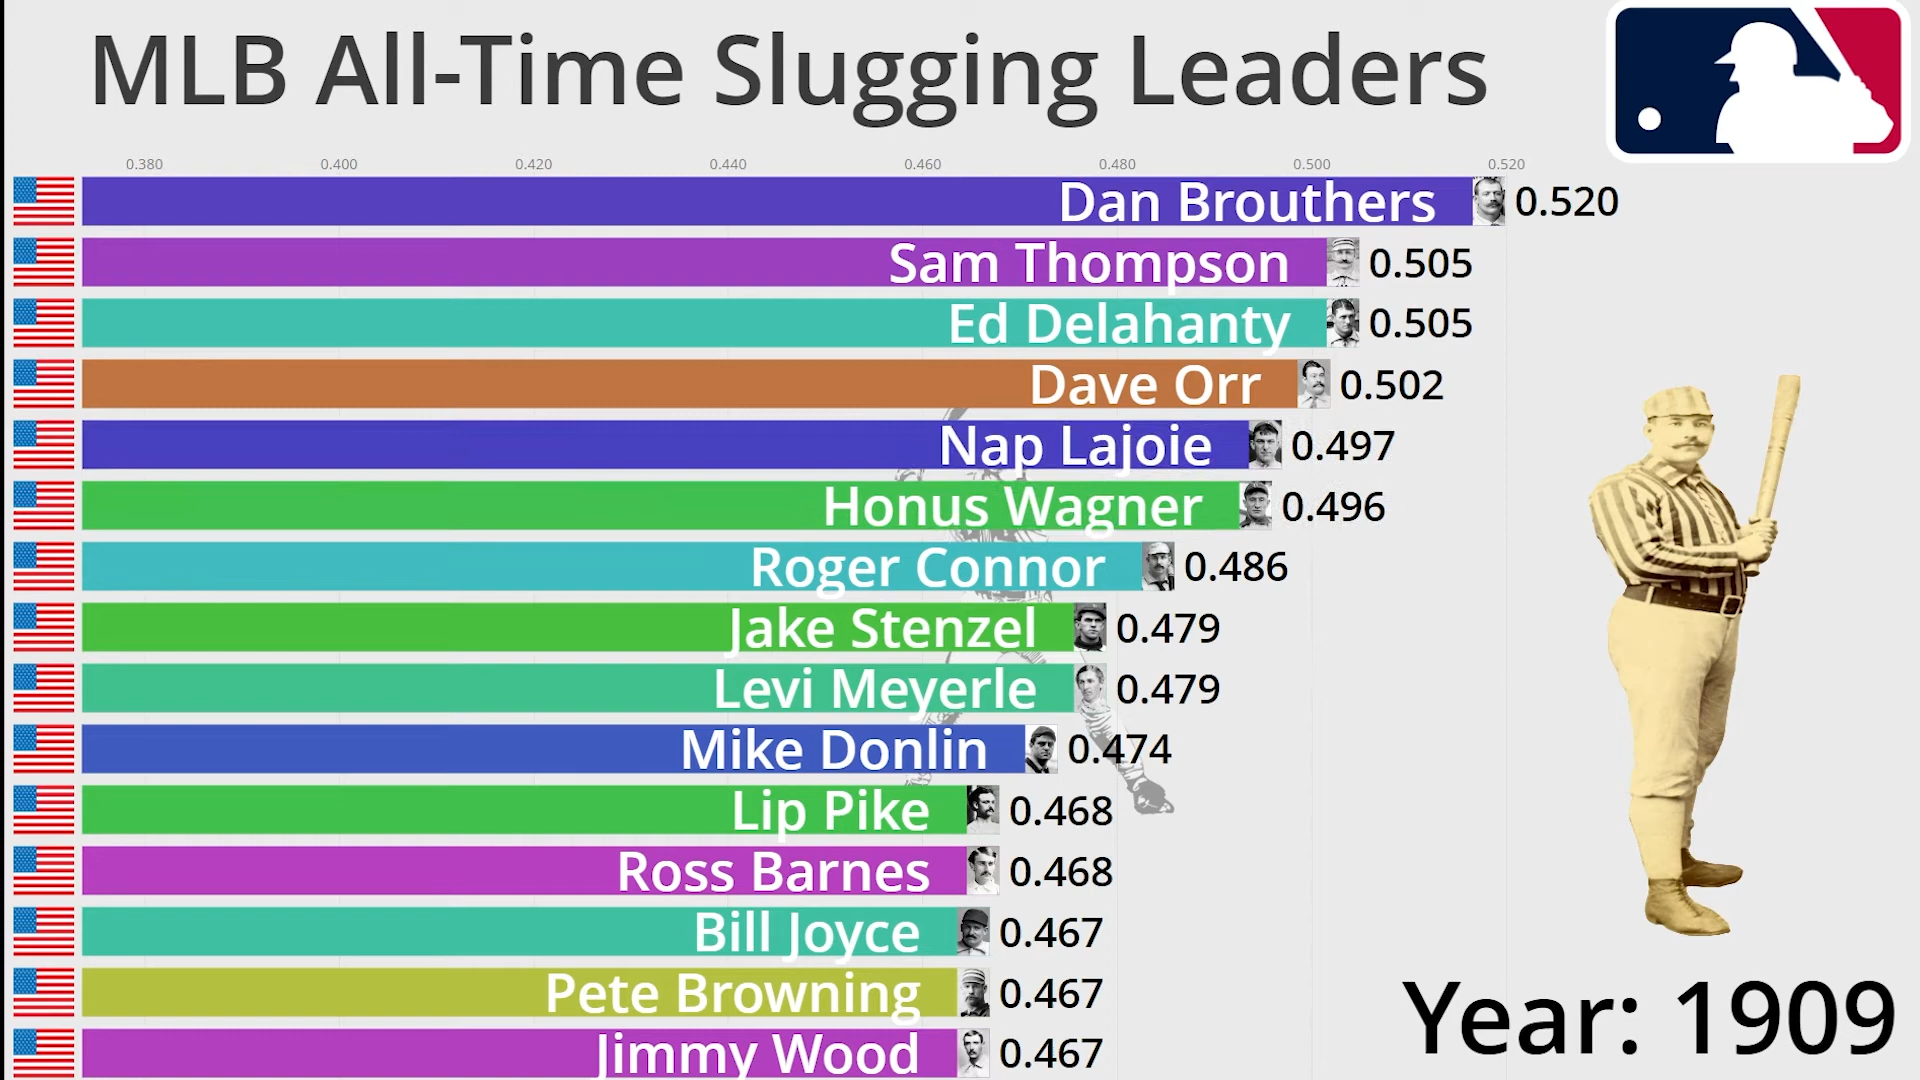 MLB All-Time Slugging Leaders
0.380 0.400 0.420 0.440 0.460 0.480 0.500 0.520
Dan Brouthers 0.520
Sam Thompson 0.505
Ed Delahanty 0.505
Dave Orr 0.502
Nap Lajoie 0.497
Honus Wagner 0.496
Roger Connor 0.486
Jake Stenzel 0.479
Levi Meyerle 0.479
Mike Donlin 0.474
Lip Pike 0.468
Ross Barnes 0.468
Bill Joyce 0.467
Pete Browning 0.467
Jimmy Wood 0.467
Year: 1909